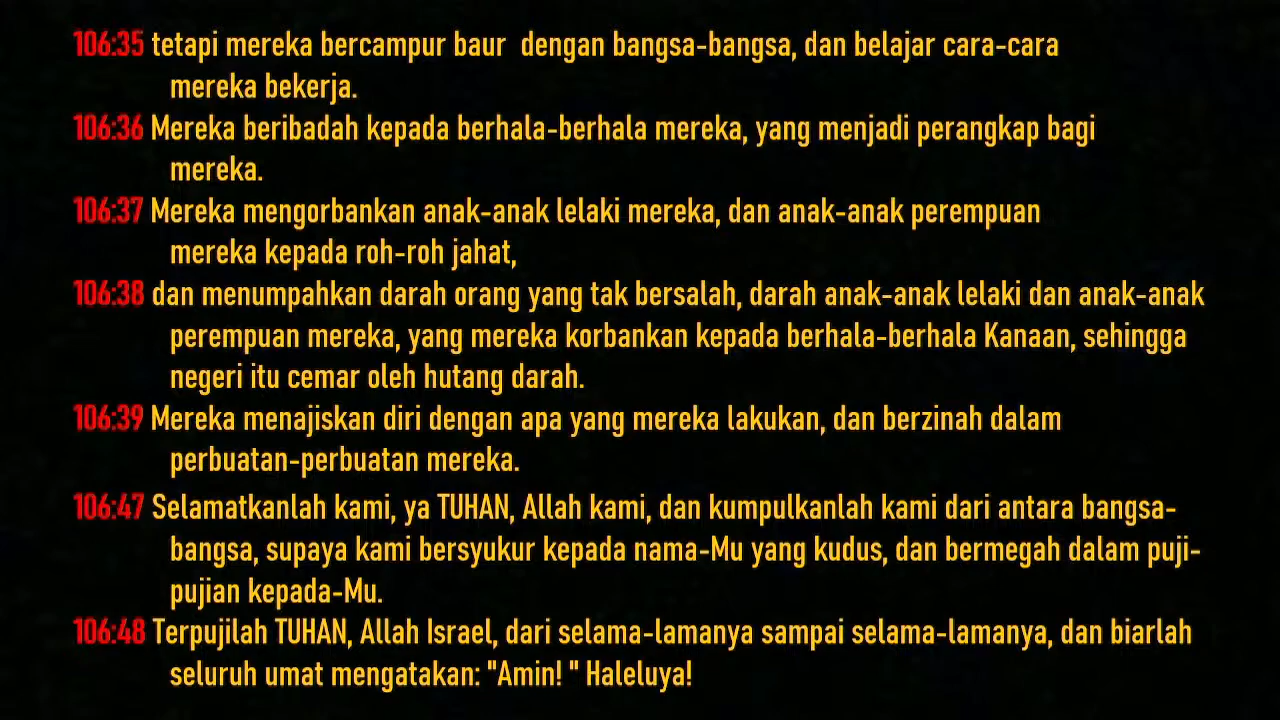 106:35 tetapi mereka bercampur baur  dengan bangsa-bangsa, dan belajar cara-cara
mereka bekerja.
106:36 Mereka beribadah kepada berhala-berhala mereka, yang menjadi perangkap bagi
mereka.
106:37 Mereka mengorbankan anak-anak lelaki mereka, dan anak-anak perempuan
mereka kepada roh-roh jahat,
106:38 dan menumpahkan darah orang yang tak bersalah, darah anak-anak lelaki dan anak-anak
perempuan mereka, yang mereka korbankan kepada berhala-berhala Kanaan, sehingga
negeri itu cemar oleh hutang darah.
106:39 Mereka menajiskan diri dengan apa yang mereka lakukan, dan berzinah dalam
perbuatan-perbuatan mereka.
106:47 Selamatkanlah kami, ya TUHAN, Allah kami, dan kumpulkanlah kami dari antara bangsa-
bangsa, supaya kami bersyukur kepada nama-Mu yang kudus, dan bermegah dalam puji-
pujian kepada-Mu.
106:48 Terpujilah TUHAN, Allah Israel, dari selama-lamanya sampai selama-lamanya, dan biarlah
seluruh umat mengatakan: "Amin! " Haleluya!